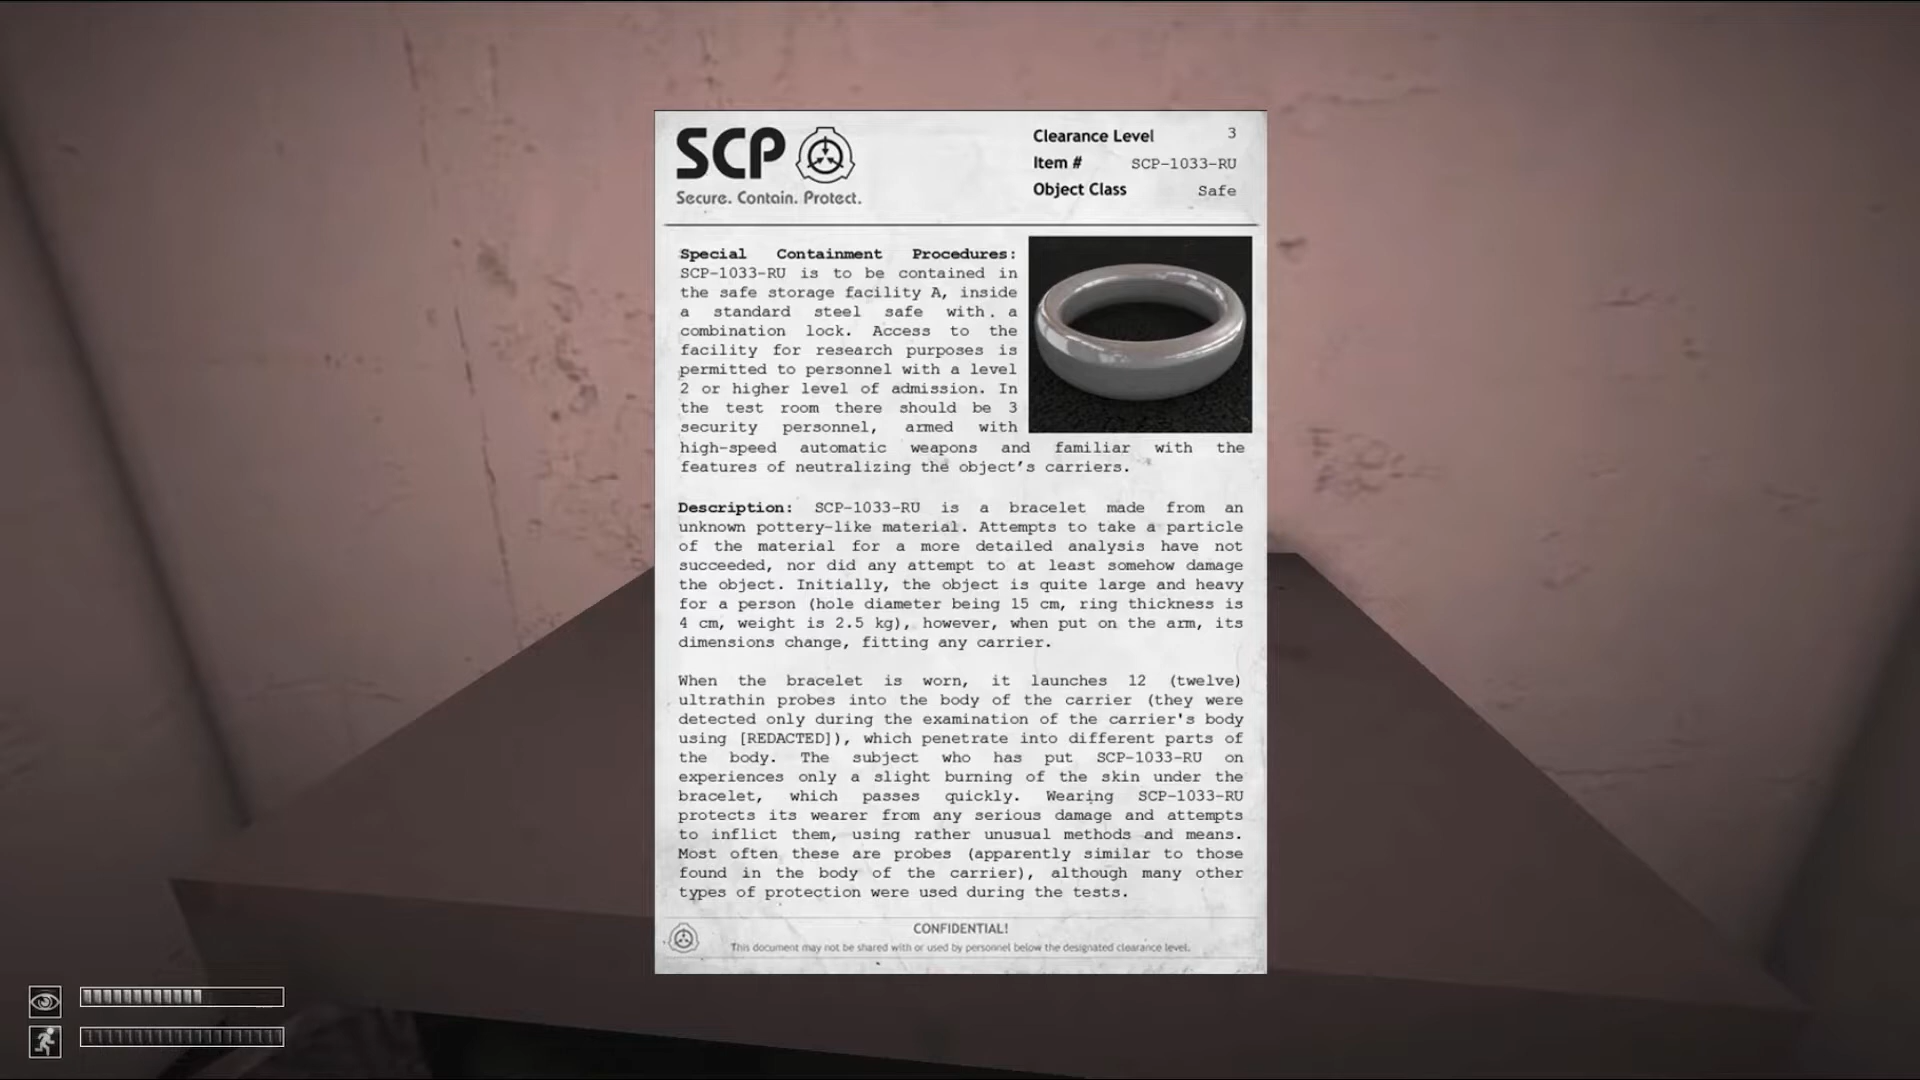 SCP
Secure. Contain. Protect.
Clearance Level 3
Item # SCP-1033-RU
Object Class Safe
Special Containment Procedures:
SCP-1033-RU is to be contained in
the safe storage facility A, inside
a standard steel safe with a
combination lock. Access to the
facility for research purposes is
permitted to personnel with a level
2 or higher level of admission. In
the test room there should be 3
security personnel, armed with
high-speed automatic weapons and familiar with the
features of neutralizing the object's carriers.
Description: SCP-1033-RU is a bracelet made from an
unknown pottery-like material. Attempts to take a particle
of the material for a more detailed analysis have not
succeeded, nor did any attempt to at least somehow damage
the object. Initially, the object is quite large and heavy
for a person (hole diameter being 15 cm, ring thickness is
4 cm, weight is 2.5 kg), however, when put on the arm, its
dimensions change, fitting any carrier.
When the bracelet is worn, it launches 12 (twelve)
ultrathin probes into the body of the carrier (they were
detected only during the examination of the carrier's body
using [REDACTED]), which penetrate into different parts of
the body. The subject who has put SCP-1033-RU on
experiences only a slight burning of the skin under the
bracelet, which passes quickly. Wearing SCP-1033-RU
protects its wearer from any serious damage and attempts
to inflict them, using rather unusual methods and means.
Most often these are probes (apparently similar to those
found in the body of the carrier), although many other
types of protection were used during the tests.
CONFIDENTIAL!
This document may not be shared with or used by personnel below the designated clearance level.